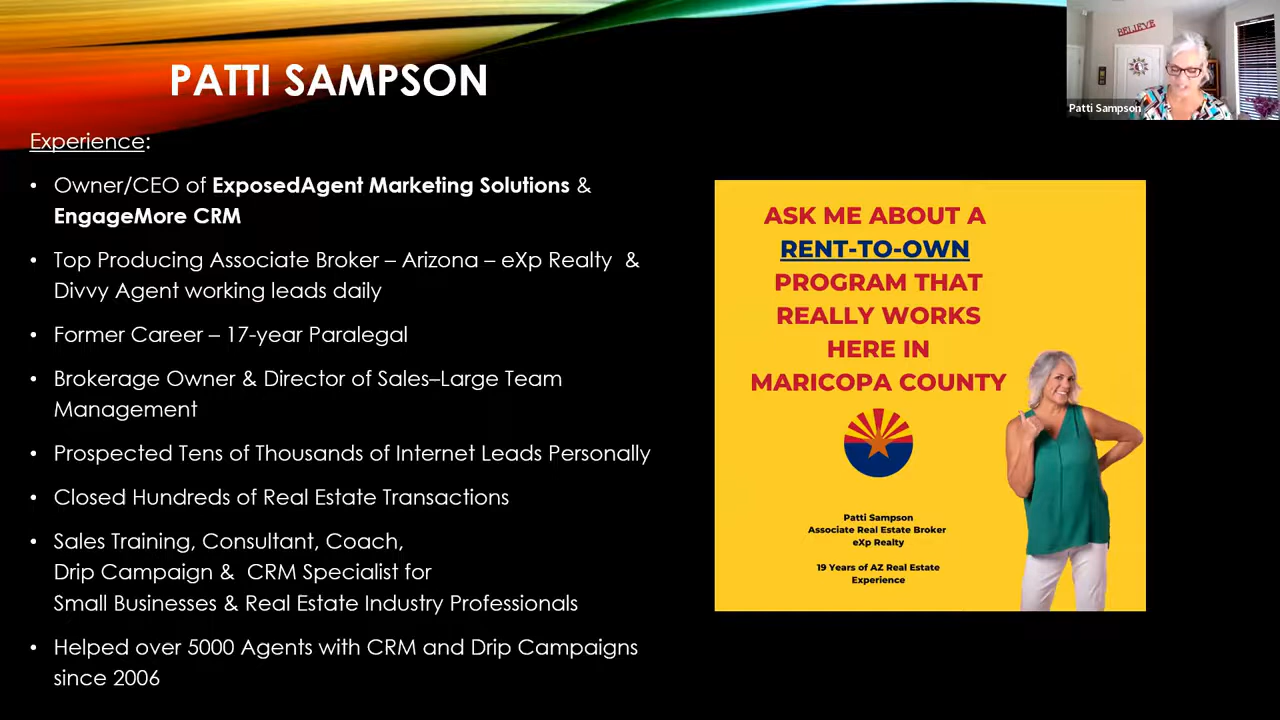 PATTI SAMPSON
BELIEVE
Patti Sampson
Experience:
• Owner/CEO of ExposedAgent Marketing Solutions &
EngageMore CRM
• Top Producing Associate Broker – Arizona – eXp Realty &
Divvy Agent working leads daily
• Former Career – 17-year Paralegal
• Brokerage Owner & Director of Sales–Large Team
Management
• Prospected Tens of Thousands of Internet Leads Personally
• Closed Hundreds of Real Estate Transactions
• Sales Training, Consultant, Coach,
Drip Campaign & CRM Specialist for
Small Businesses & Real Estate Industry Professionals
• Helped over 5000 Agents with CRM and Drip Campaigns
since 2006
ASK ME ABOUT A
RENT-TO-OWN
PROGRAM THAT
REALLY WORKS
HERE IN
MARICOPA COUNTY
Patti Sampson
Associate Real Estate Broker
eXp Realty
19 Years of AZ Real Estate
Experience